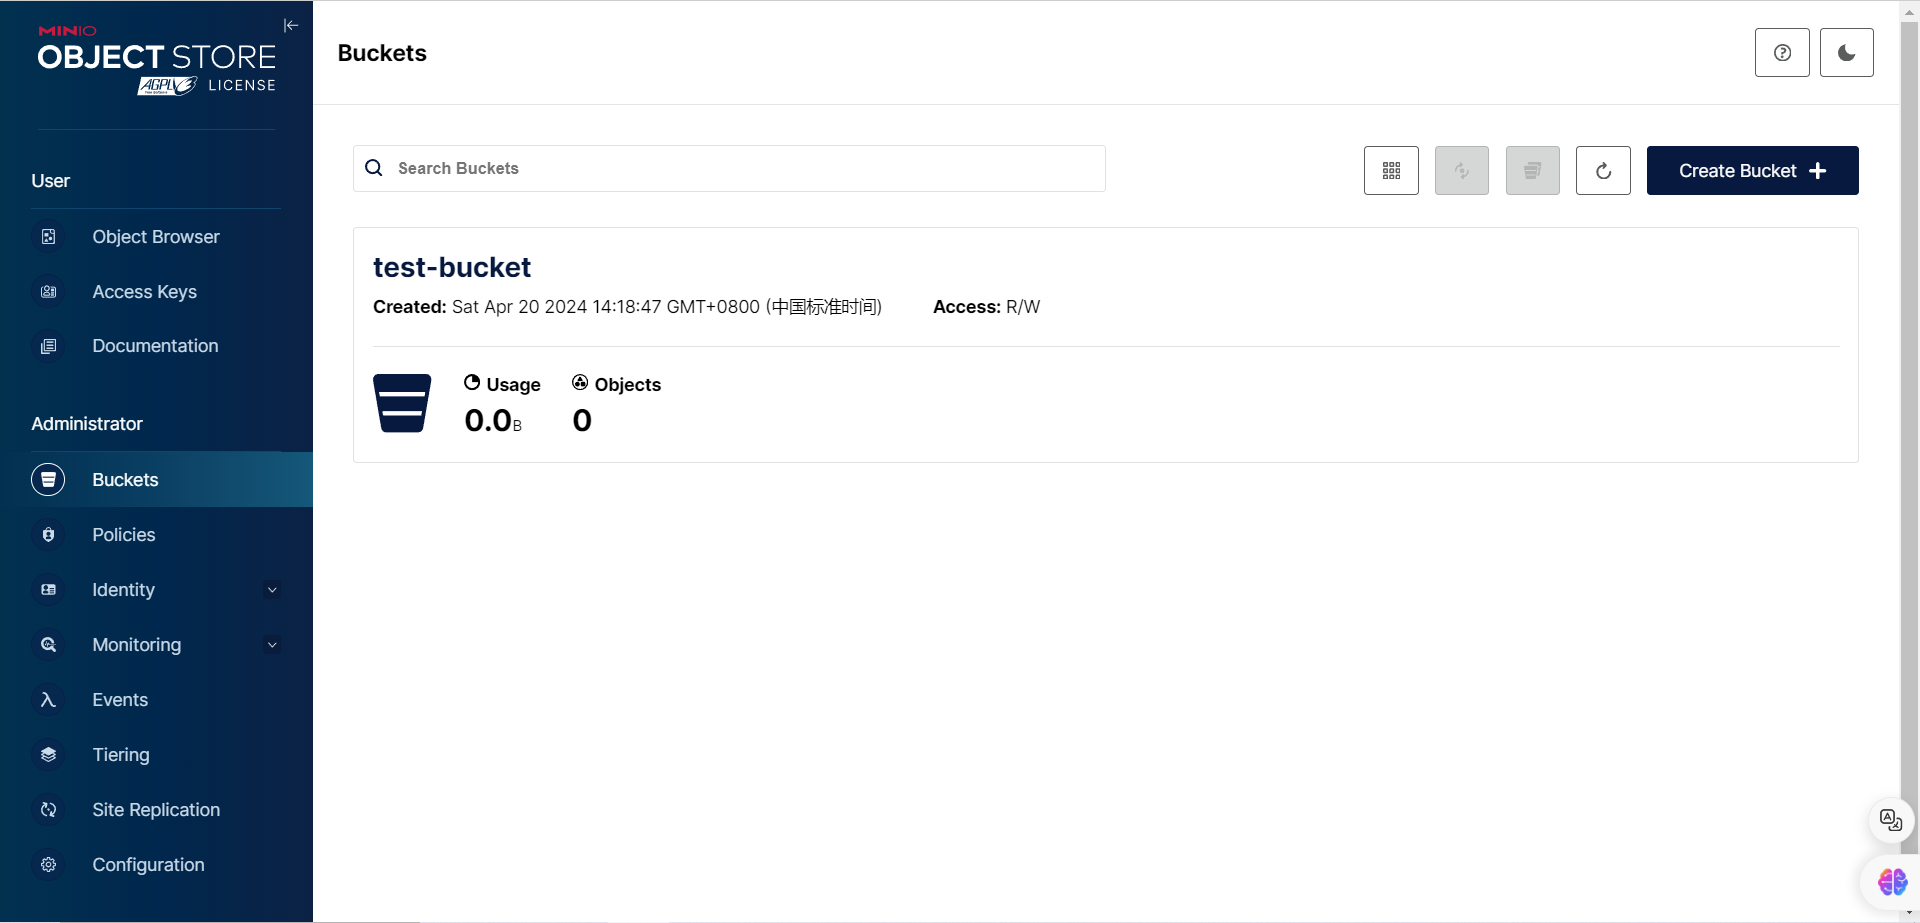 MINIO
OBJECT STORE
AGPLV3 LICENSE
User
Object Browser
Access Keys
Documentation
Administrator
Buckets
Policies
Identity
Monitoring
Events
Tiering
Site Replication
Configuration
Buckets
Search Buckets
Create Bucket
test-bucket
Created: Sat Apr 20 2024 14:18:47 GMT+0800 (中国标准时间) Access: R/W
Usage Objects
0.0B 0